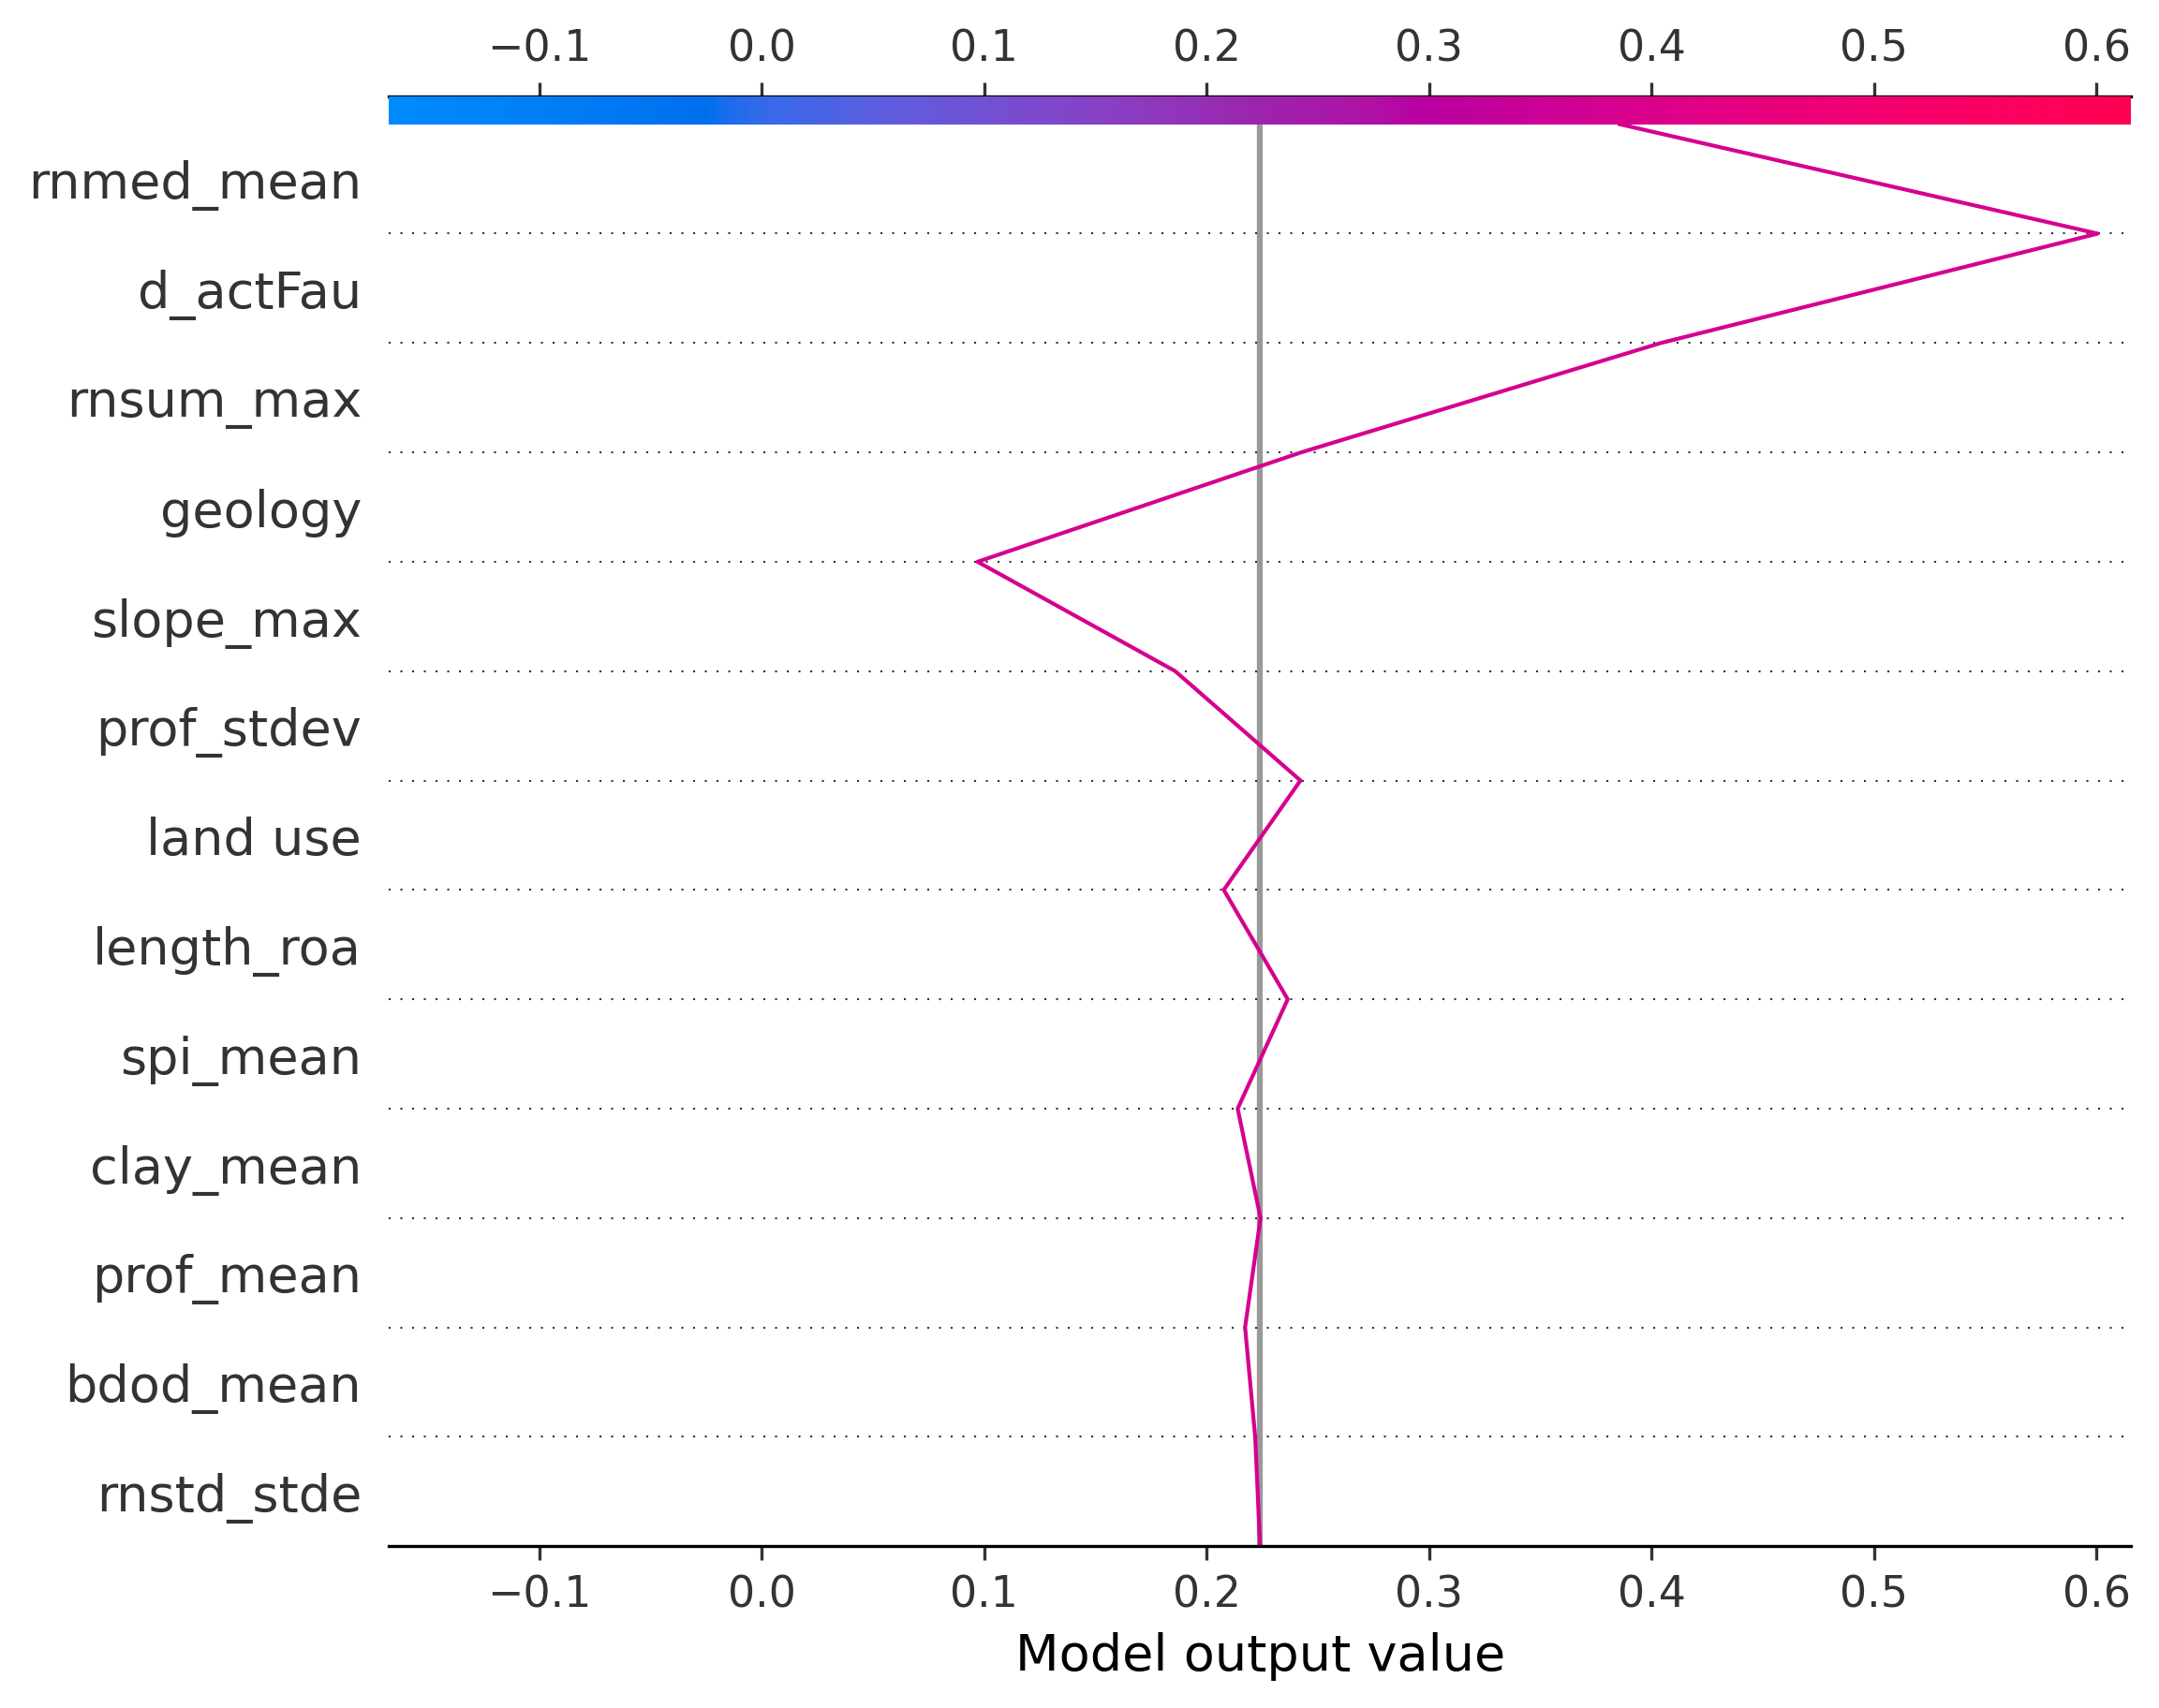 −0.1 0.0 0.1 0.2 0.3 0.4 0.5 0.6
rnmed_mean
d_actFau
rnsum_max
geology
slope_max
prof_stdev
land use
length_roa
spi_mean
clay_mean
prof_mean
bdod_mean
rnstd_stde
−0.1 0.0 0.1 0.2 0.3 0.4 0.5 0.6
Model output value